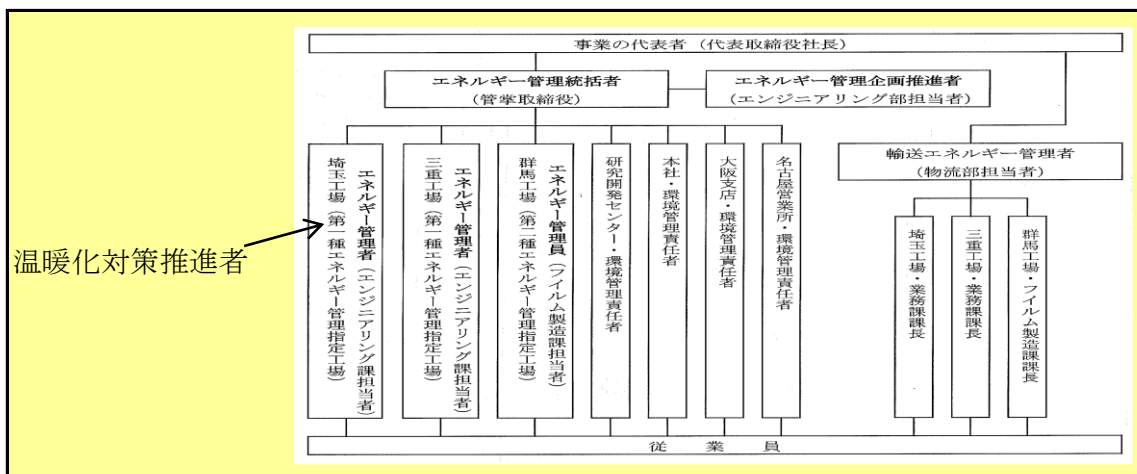 事業の代表者（代表取締役社長）
エネルギー管理統括者
（管掌取締役）
エネルギー管理企画推進者
（エンジニアリング部担当者）
輸送エネルギー管理者
（物流部担当者）
温暖化対策推進者
エネルギー管理者（エンジニアリング課担当者）
埼玉工場（第一種エネルギー管理指定工場）
エネルギー管理者（エンジニアリング課担当者）
三重工場（第一種エネルギー管理指定工場）
エネルギー管理員（フイルム製造課担当者）
群馬工場（第二種エネルギー管理指定工場）
研究開発センター・環境管理責任者
本社・環境管理責任者
大阪支店・環境管理責任者
名古屋営業所・環境管理責任者
埼玉工場・業務課課長
三重工場・業務課課長
群馬工場・フイルム製造課課長
従業員